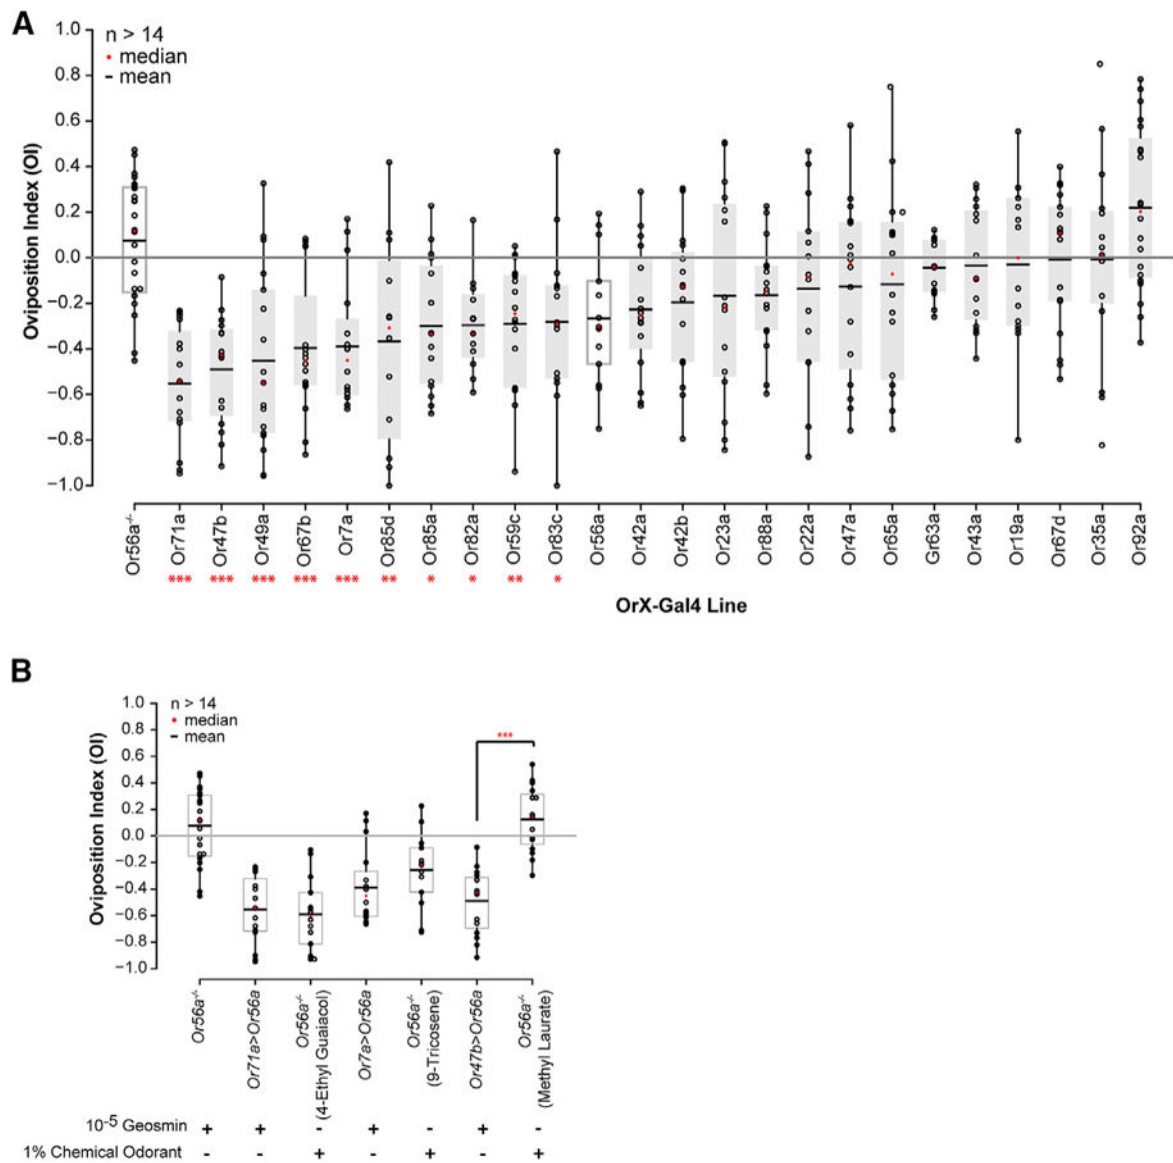 A
n > 14
• median
– mean
Oviposition Index (OI)
1.0
0.8
0.6
0.4
0.2
0.0
−0.2
−0.4
−0.6
−0.8
−1.0
Or56a-/-
Or71a
Or47b
Or49a
Or67b
Or7a
Or85d
Or85a
Or82a
Or59c
Or83c
Or56a
Or42a
Or42b
Or23a
Or88a
Or22a
Or47a
Or65a
Gr63a
Or43a
Or19a
Or67d
Or35a
Or92a
*** *** *** *** *** ** * * ** *
OrX-Gal4 Line
B
n > 14
• median
– mean
Oviposition Index (OI)
1.0
0.8
0.6
0.4
0.2
0.0
−0.2
−0.4
−0.6
−0.8
−1.0
***
Or56a-/-
Or71a>Or56a
Or56a-/-
(4-Ethyl Guaiacol)
Or7a>Or56a
Or56a-/-
(9-Tricosene)
Or47b>Or56a
Or56a-/-
(Methyl Laurate)
10-5 Geosmin + + - + - + -
1% Chemical Odorant - - + - + - +